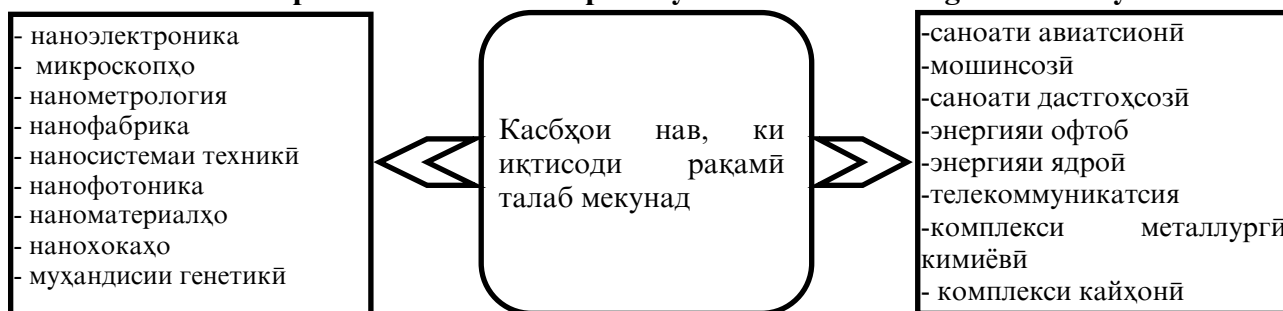 - наноэлектроника
- микроскопҳо
- нанометрология
- нанофабрика
- наносистемаи техникӣ
- нанофотоника
- наноматериалҳо
- нанохокаҳо
- муҳандисии генетикӣ
Касбҳои нав, ки
иқтисоди рақамӣ
талаб мекунад
-саноати авиатсионӣ
-мошинсозӣ
-саноати дастгоҳсозӣ
-энергияи офтоб
-энергияи ядроӣ
-телекоммуникатсия
-комплекси металлургӣ
кимиёвӣ
- комплекси кайҳонӣ